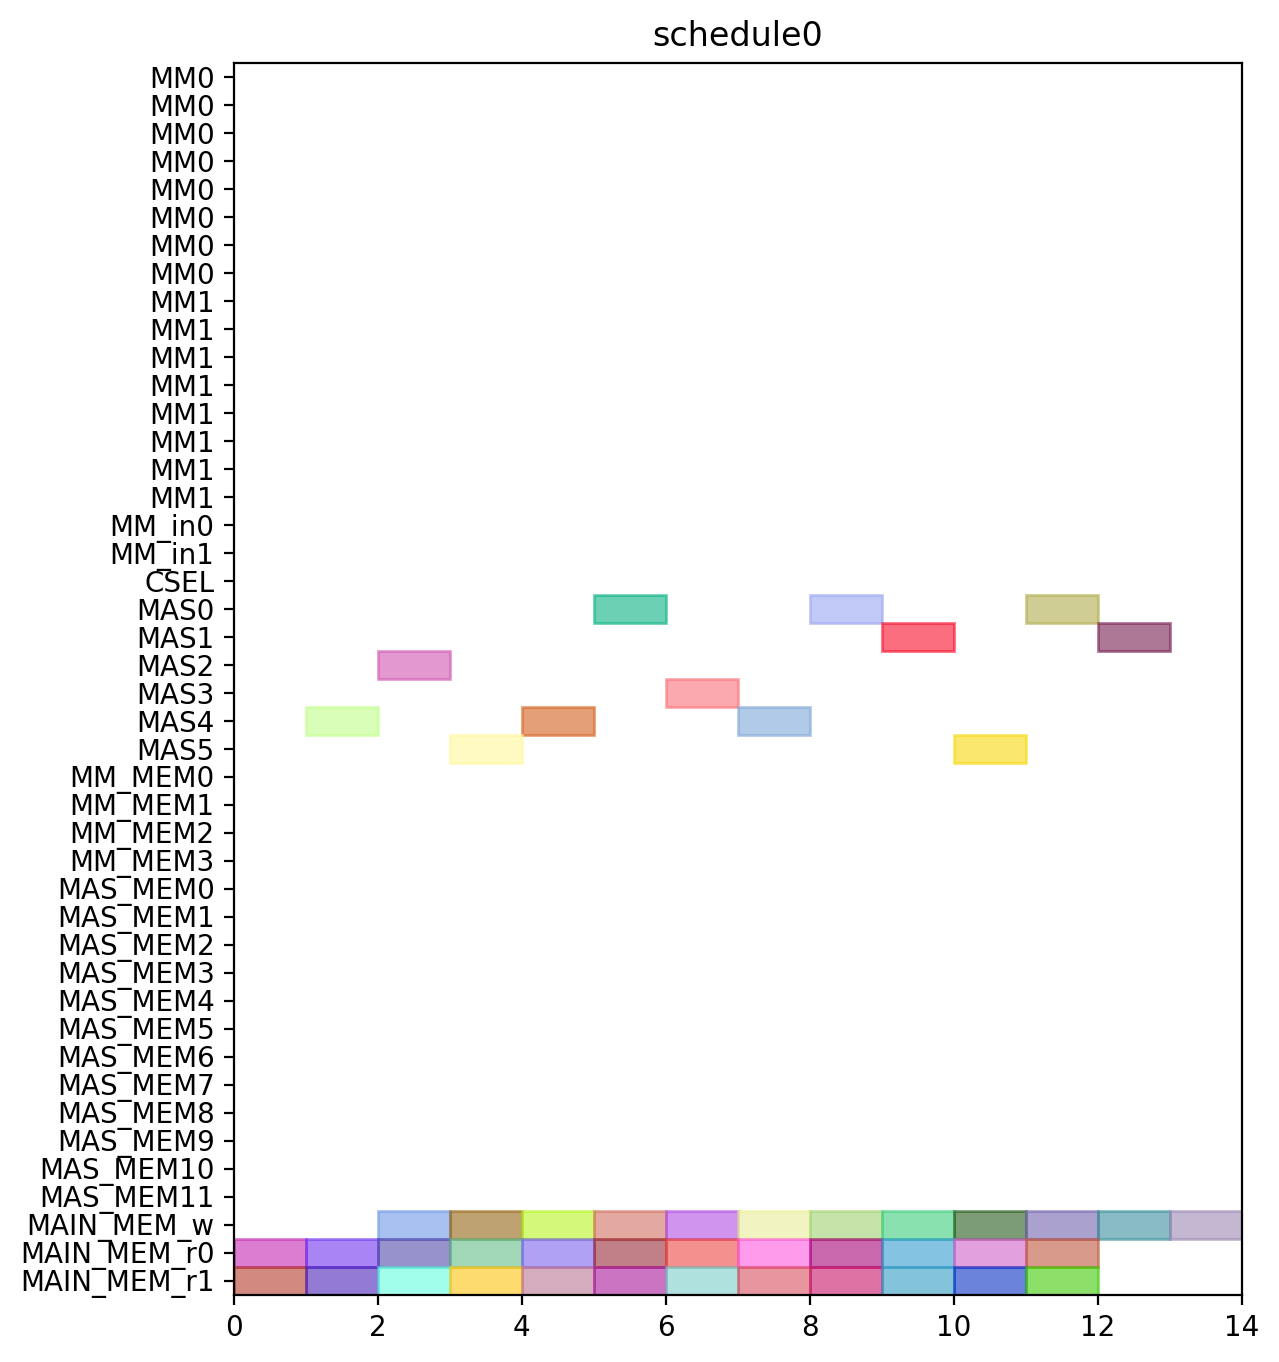 schedule0
MM0
MM0
MM0
MM0
MM0
MM0
MM0
MM0
MM1
MM1
MM1
MM1
MM1
MM1
MM1
MM1
MM_in0
MM_in1
CSEL
MAS0
MAS1
MAS2
MAS3
MAS4
MAS5
MM_MEM0
MM_MEM1
MM_MEM2
MM_MEM3
MAS_MEM0
MAS_MEM1
MAS_MEM2
MAS_MEM3
MAS_MEM4
MAS_MEM5
MAS_MEM6
MAS_MEM7
MAS_MEM8
MAS_MEM9
MAS_MEM10
MAS_MEM11
MAIN_MEM_w
MAIN_MEM_r0
MAIN_MEM_r1
0 2 4 6 8 10 12 14